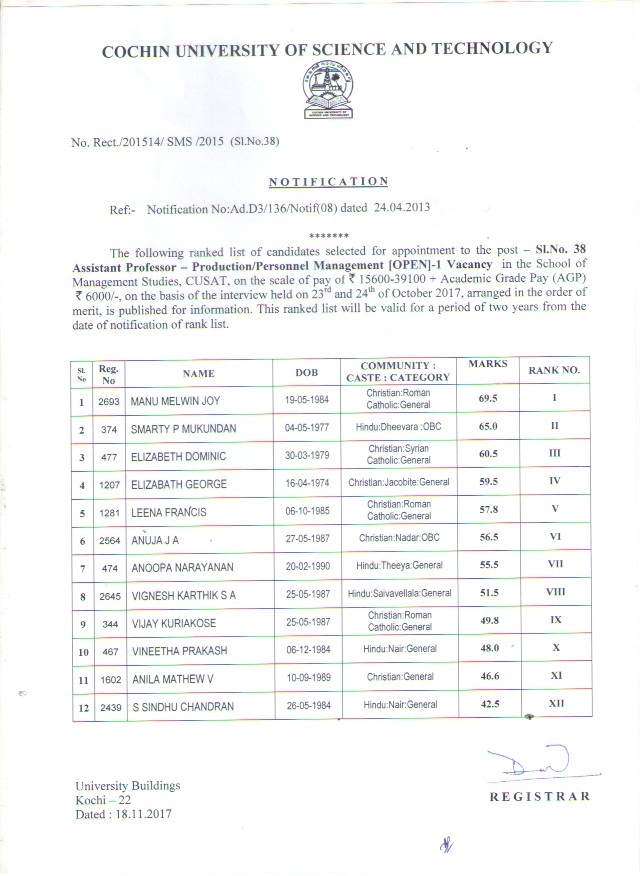 COCHIN UNIVERSITY OF SCIENCE AND TECHNOLOGY
COCHIN UNIVERSITY OF
SCIENCE AND TECHNOLOGY
No. Rect./201514/ SMS /2015 (Sl.No.38)
NOTIFICATION
Ref:- Notification No:Ad.D3/136/Notif(08) dated 24.04.2013
*******
The following ranked list of candidates selected for appointment to the post – Sl.No. 38
Assistant Professor – Production/Personnel Management [OPEN]-1 Vacancy in the School of
Management Studies, CUSAT, on the scale of pay of ₹ 15600-39100 + Academic Grade Pay (AGP)
₹ 6000/-, on the basis of the interview held on 23rd and 24th of October 2017, arranged in the order of
merit, is published for information. This ranked list will be valid for a period of two years from the
date of notification of rank list.
Sl. No Reg. No NAME DOB COMMUNITY : CASTE : CATEGORY MARKS RANK NO.
1 2693 MANU MELWIN JOY 19-05-1984 Christian:Roman Catholic:General 69.5 I
2 374 SMARTY P MUKUNDAN 04-05-1977 Hindu:Dheevara :OBC 65.0 II
3 477 ELIZABETH DOMINIC 30-03-1979 Christian:Syrian Catholic:General 60.5 III
4 1207 ELIZABATH GEORGE 16-04-1974 Christian:Jacobite:General 59.5 IV
5 1281 LEENA FRANCIS 06-10-1985 Christian:Roman Catholic:General 57.8 V
6 2564 ANUJA J A 27-05-1987 Christian:Nadar:OBC 56.5 VI
7 474 ANOOPA NARAYANAN 20-02-1990 Hindu:Theeya:General 55.5 VII
8 2645 VIGNESH KARTHIK S A 25-05-1987 Hindu:Saivavellala:General 51.5 VIII
9 344 VIJAY KURIAKOSE 25-05-1987 Christian:Roman Catholic:General 49.8 IX
10 467 VINEETHA PRAKASH 06-12-1984 Hindu:Nair:General 48.0 X
11 1602 ANILA MATHEW V 10-09-1989 Christian:General 46.6 XI
12 2439 S SINDHU CHANDRAN 26-05-1984 Hindu:Nair:General 42.5 XII
University Buildings
Kochi – 22
Dated : 18.11.2017
REGISTRAR